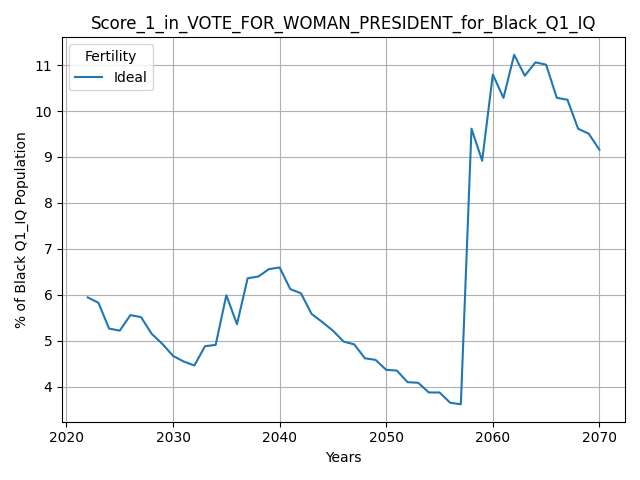 Score_1_in_VOTE_FOR_WOMAN_PRESIDENT_for_Black_Q1_IQ
Fertility
Ideal
% of Black Q1_IQ Population
11
10
9
8
7
6
5
4
2020 2030 2040 2050 2060 2070
Years